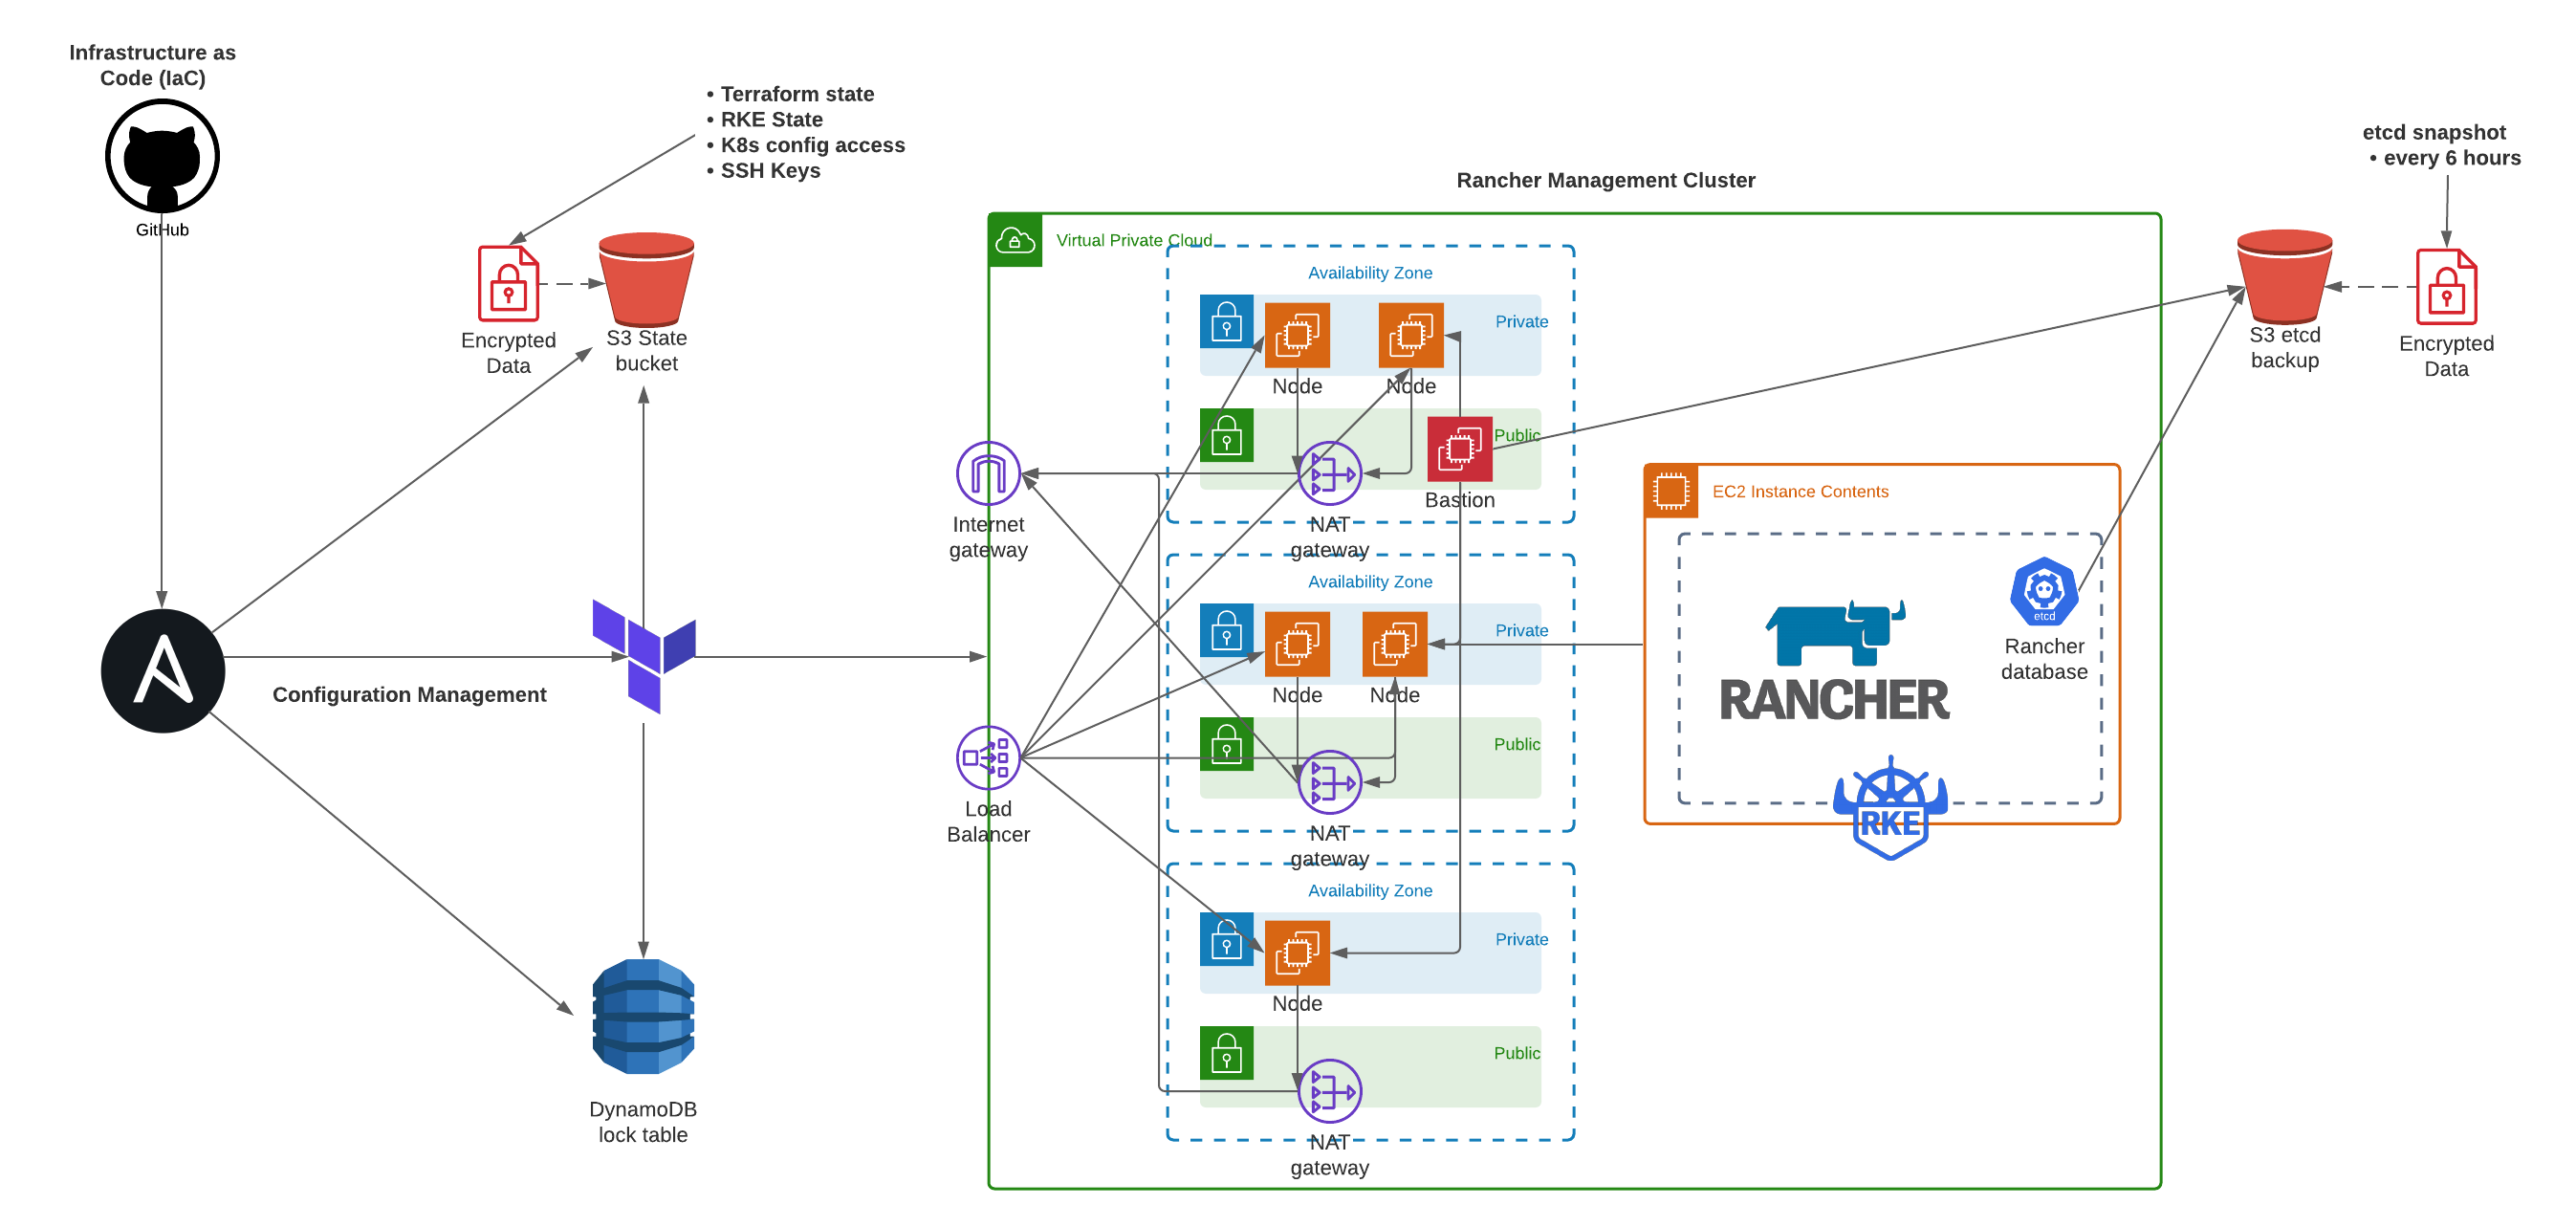 Infrastructure as
Code (IaC)
GitHub
• Terraform state
• RKE State
• K8s config access
• SSH Keys
Encrypted
Data
S3 State
bucket
Configuration Management
DynamoDB
lock table
Rancher Management Cluster
Virtual Private Cloud
Internet
gateway
Load
Balancer
Availability Zone
Private
Node
Node
Public
Bastion
NAT
gateway
Availability Zone
Private
Node
Node
Public
NAT
gateway
Availability Zone
Private
Node
Public
NAT
gateway
EC2 Instance Contents
etcd
Rancher
database
RANCHER
RKE
S3 etcd
backup
etcd snapshot
• every 6 hours
Encrypted
Data